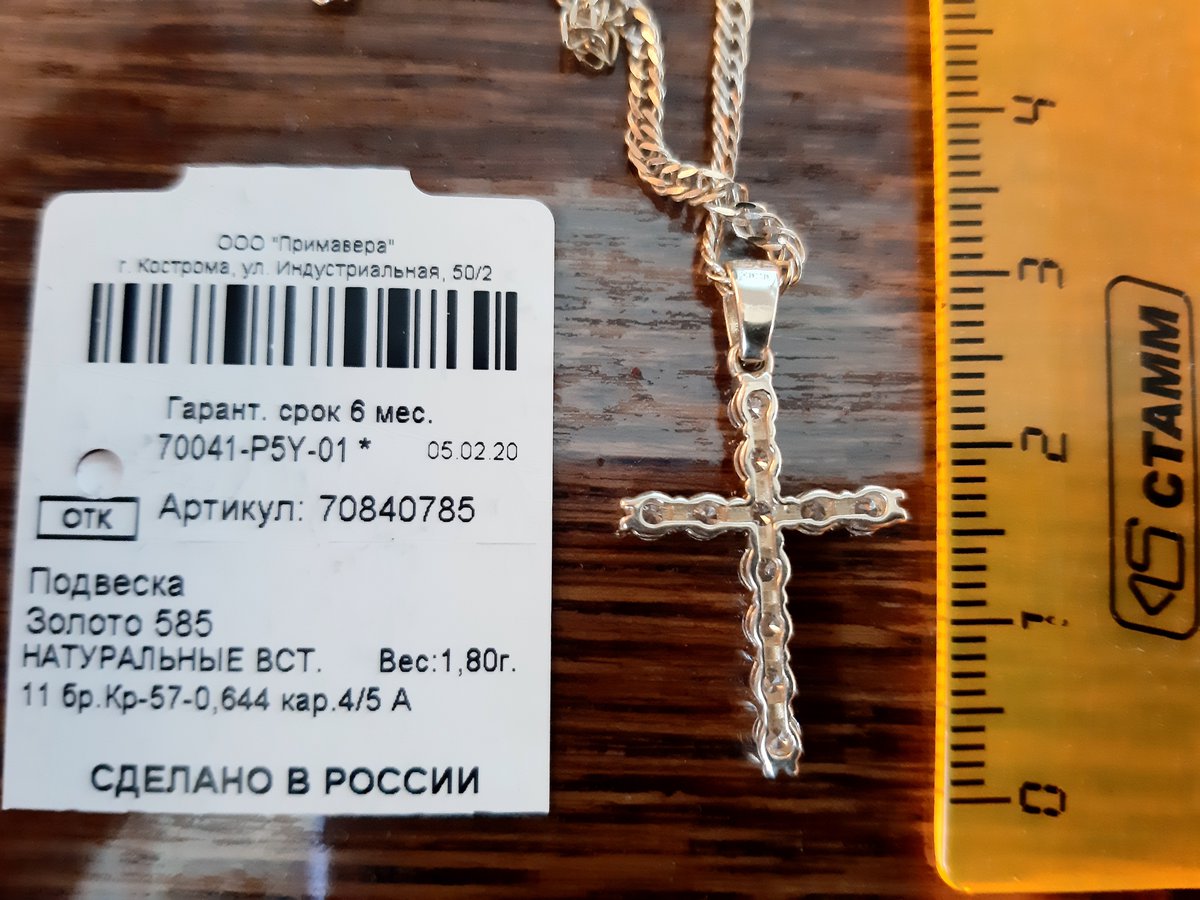 ООО "Примавера"
г. Кострома, ул. Индустриальная, 50/2
Гарант. срок 6 мес.
70041-P5Y-01 * 05.02.20
ОТК Артикул: 70840785
Подвеска
Золото 585
НАТУРАЛЬНЫЕ ВСТ. Вес:1,80г.
11 бр.Кр-57-0,644 кар.4/5 А
СДЕЛАНО В РОССИИ
4
3
2
1
0
СТАММ